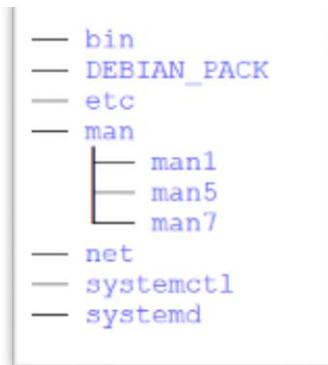 bin
DEBIAN_PACK
etc
man
man1
man5
man7
net
systemctl
systemd